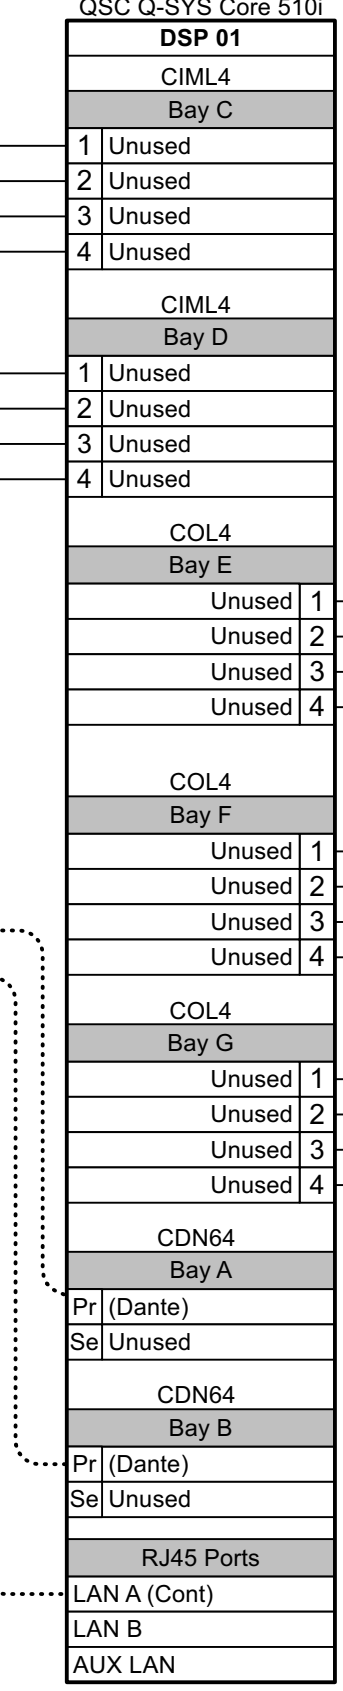 QSC Q-SYS Core 510i
DSP 01
CIML4
Bay C
1 Unused
2 Unused
3 Unused
4 Unused
CIML4
Bay D
1 Unused
2 Unused
3 Unused
4 Unused
COL4
Bay E
Unused 1
Unused 2
Unused 3
Unused 4
COL4
Bay F
Unused 1
Unused 2
Unused 3
Unused 4
COL4
Bay G
Unused 1
Unused 2
Unused 3
Unused 4
CDN64
Bay A
Pr (Dante)
Se Unused
CDN64
Bay B
Pr (Dante)
Se Unused
RJ45 Ports
LAN A (Cont)
LAN B
AUX LAN